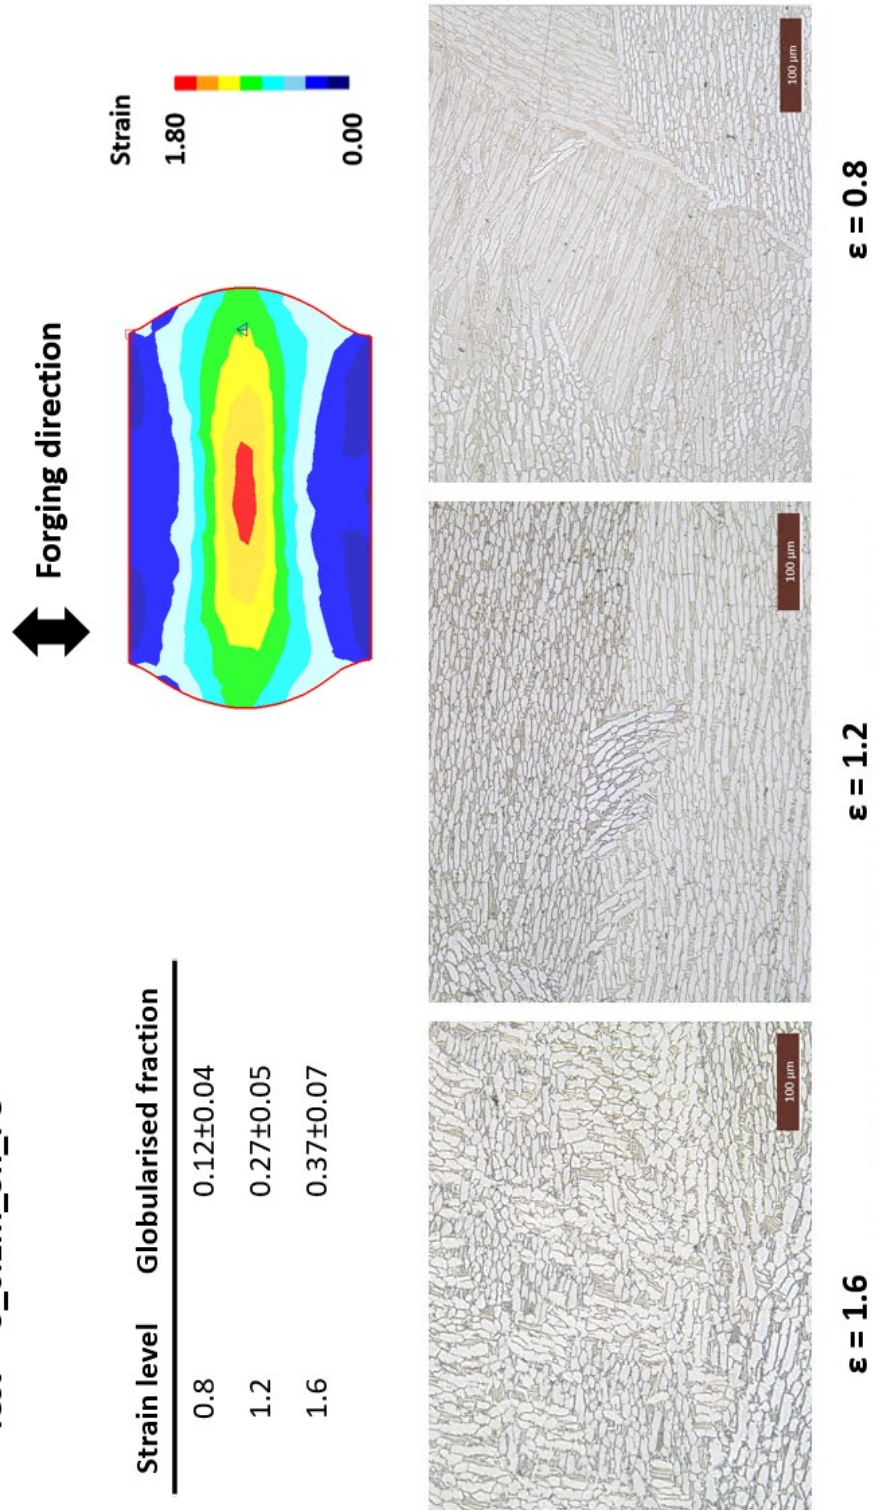 Strain level Globularised fraction
0.8 0.12±0.04
1.2 0.27±0.05
1.6 0.37±0.07
Forging direction
Strain
1.80
0.00
100 µm
100 µm
100 µm
ε = 1.6
ε = 1.2
ε = 0.8